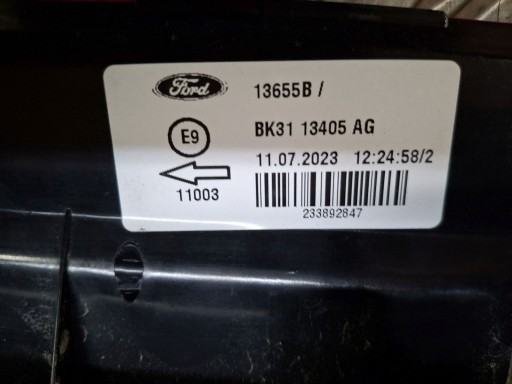 Ford
13655B /
E9
BK31 13405 AG
11.07.2023 12:24:58/2
11003
233892847